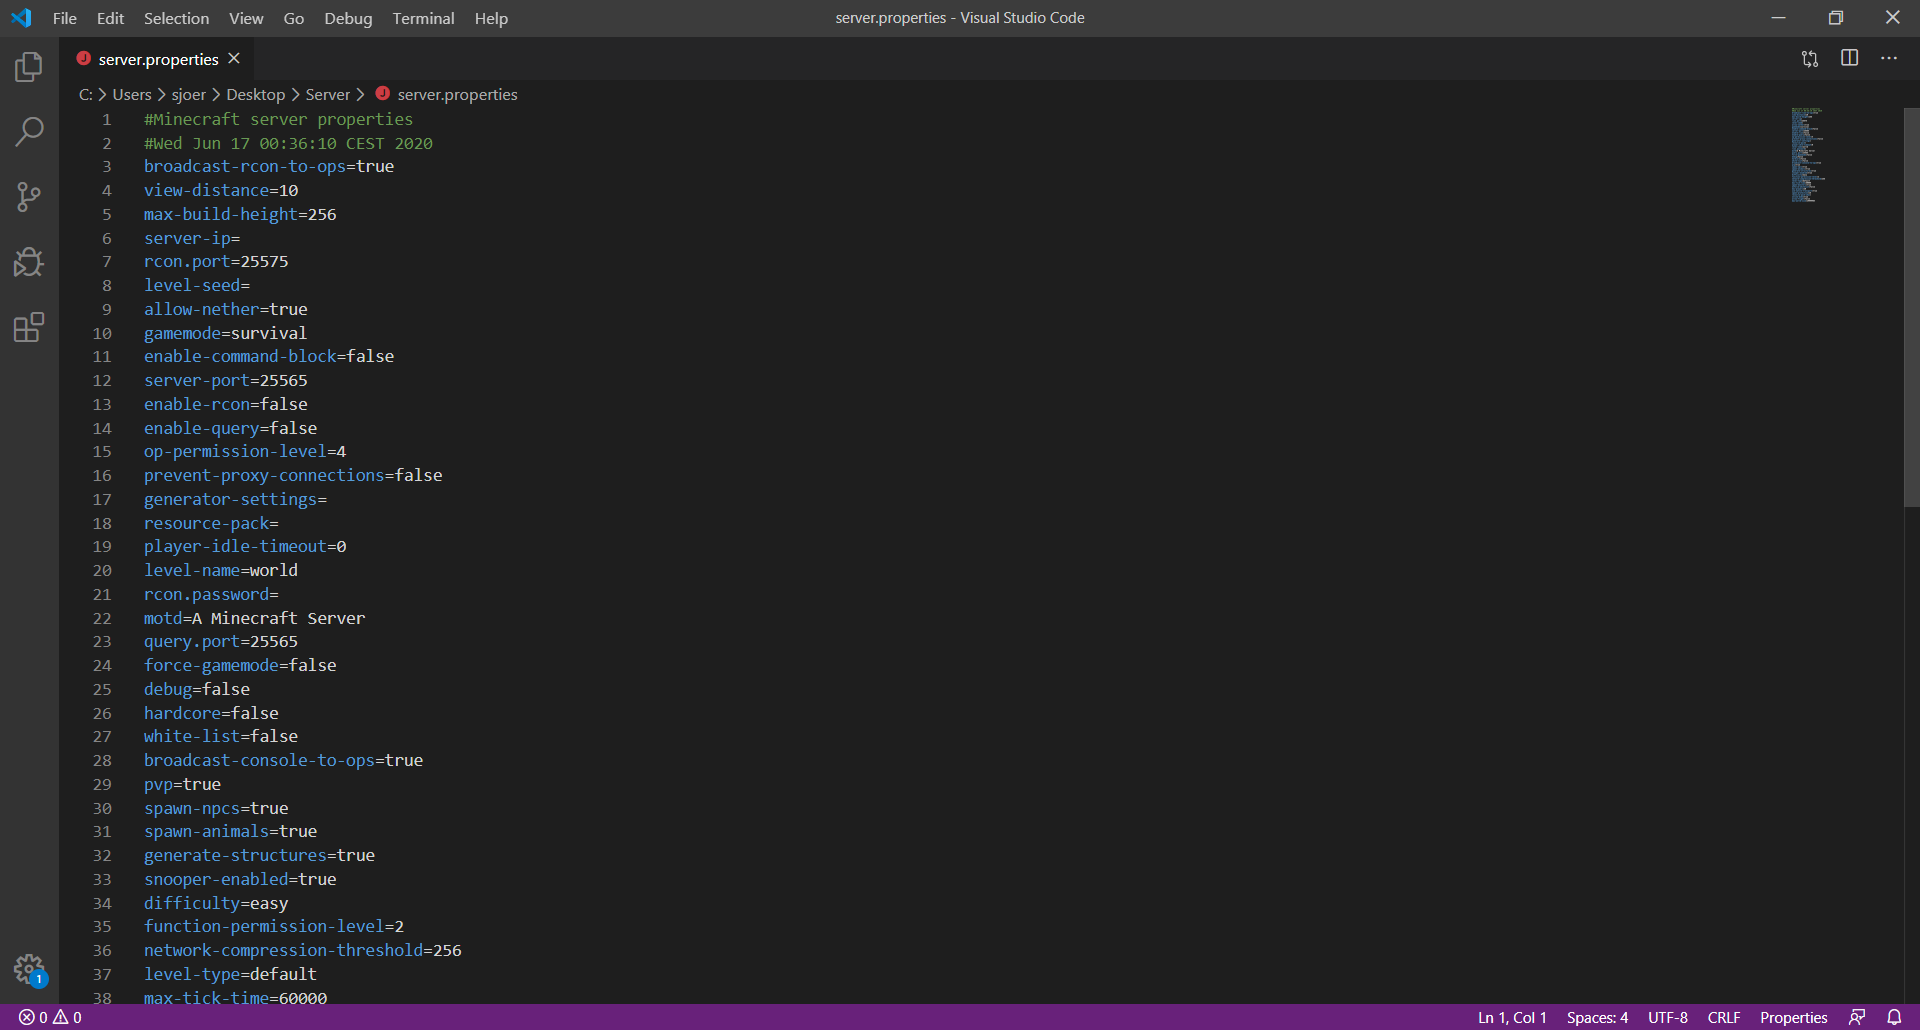 File Edit Selection View Go Debug Terminal Help
server.properties - Visual Studio Code
server.properties
C: > Users > sjoer > Desktop > Server > server.properties
1 #Minecraft server properties
2 #Wed Jun 17 00:36:10 CEST 2020
3 broadcast-rcon-to-ops=true
4 view-distance=10
5 max-build-height=256
6 server-ip=
7 rcon.port=25575
8 level-seed=
9 allow-nether=true
10 gamemode=survival
11 enable-command-block=false
12 server-port=25565
13 enable-rcon=false
14 enable-query=false
15 op-permission-level=4
16 prevent-proxy-connections=false
17 generator-settings=
18 resource-pack=
19 player-idle-timeout=0
20 level-name=world
21 rcon.password=
22 motd=A Minecraft Server
23 query.port=25565
24 force-gamemode=false
25 debug=false
26 hardcore=false
27 white-list=false
28 broadcast-console-to-ops=true
29 pvp=true
30 spawn-npcs=true
31 spawn-animals=true
32 generate-structures=true
33 snooper-enabled=true
34 difficulty=easy
35 function-permission-level=2
36 network-compression-threshold=256
37 level-type=default
38 max-tick-time=60000
1
0 0
Ln 1, Col 1 Spaces: 4 UTF-8 CRLF Properties